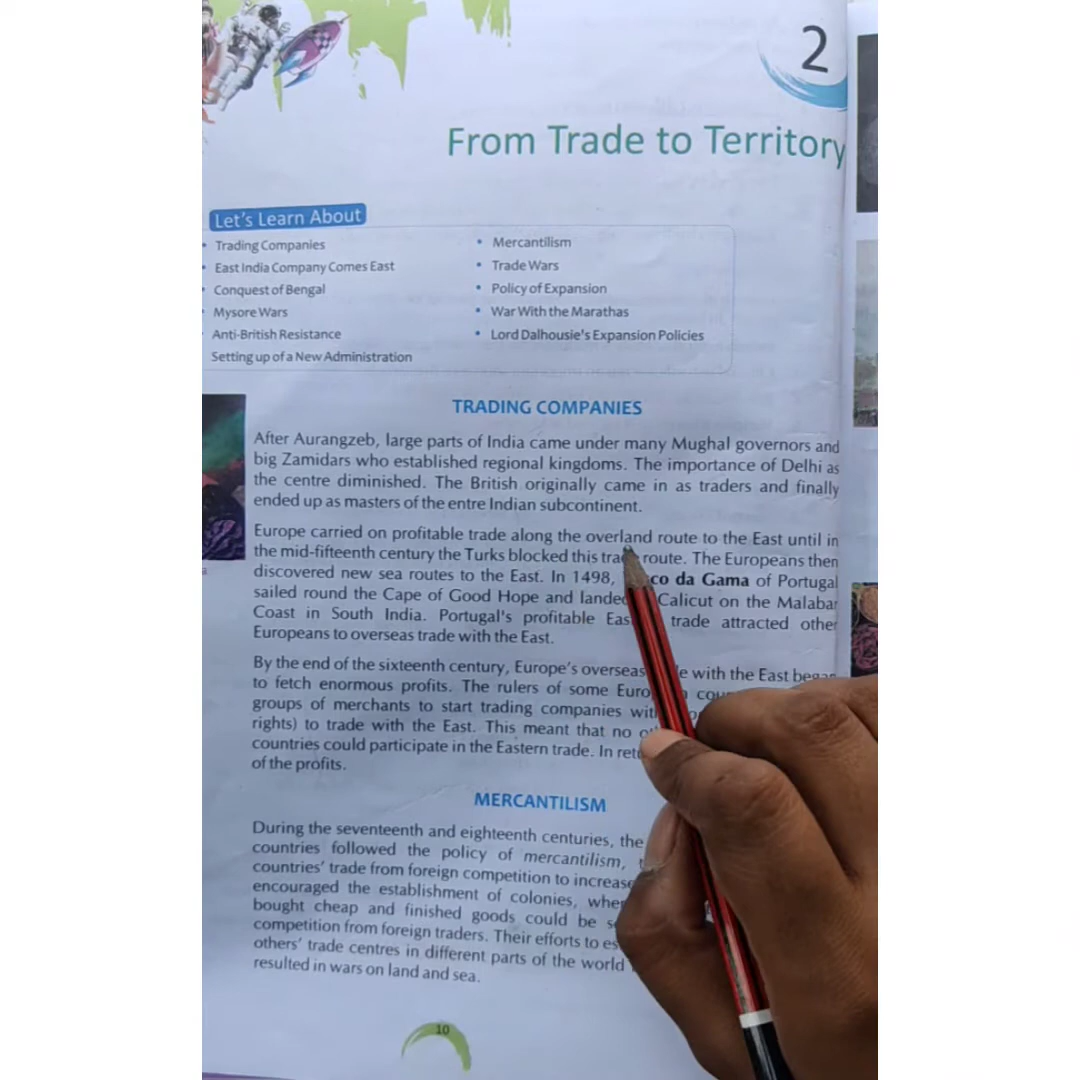 2
From Trade to Territory
Let's Learn About
• Trading Companies
• East India Company Comes East
• Conquest of Bengal
• Mysore Wars
Anti-British Resistance
Setting up of a New Administration
• Mercantilism
• Trade Wars
• Policy of Expansion
• War With the Marathas
• Lord Dalhousie's Expansion Policies
TRADING COMPANIES
After Aurangzeb, large parts of India came under many Mughal governors and
big Zamidars who established regional kingdoms. The importance of Delhi as
the centre diminished. The British originally came in as traders and finally
ended up as masters of the entre Indian subcontinent.
Europe carried on profitable trade along the overland route to the East until in
the mid-fifteenth century the Turks blocked this trade route. The Europeans then
discovered new sea routes to the East. In 1498, co da Gama of Portugal
sailed round the Cape of Good Hope and landed Calicut on the Malabar
Coast in South India. Portugal's profitable Eas trade attracted other
Europeans to overseas trade with the East.
By the end of the sixteenth century, Europe's overseas with the East began
to fetch enormous profits. The rulers of some Euro
groups of merchants to start trading companies
rights) to trade with the East. This meant that no
countries could participate in the Eastern trade. In
of the profits.
MERCANTILISM
During the seventeenth and eighteenth centuries, the
countries followed the policy of mercantilism,
countries' trade from foreign competition to increase
encouraged the establishment of colonies,
bought cheap and finished goods could be
competition from foreign traders. Their efforts to
others' trade centres in different parts of the world
resulted in wars on land and sea.
10